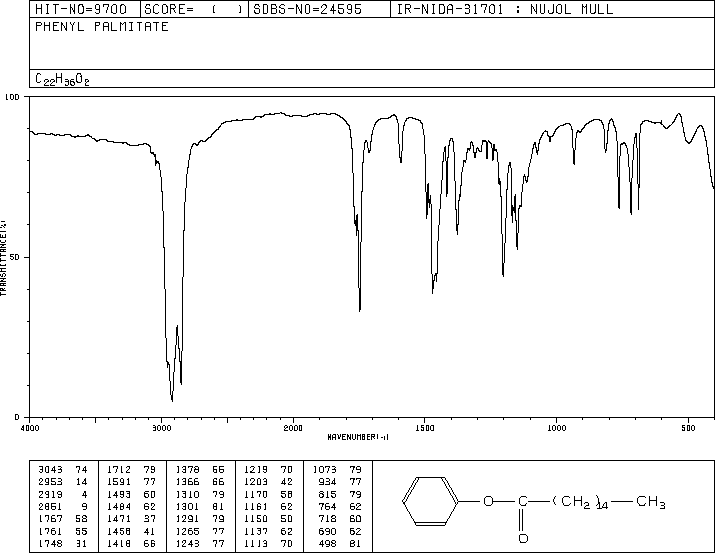 HIT-NO=9700 SCORE= ( ) SDBS-NO=24595 IR-NIDA-31701 : NUJOL MULL
PHENYL PALMITATE
C22H36O2
100
50
0
TRANSMITTANCE(%)
4000 3000 2000 1500 1000 500
WAVENUMBER(-1)
3043 74 1712 79 1378 55 1219 70 1073 79
2953 14 1591 77 1366 66 1203 42 934 77
2919 4 1493 60 1310 79 1170 58 815 79
2851 9 1484 62 1301 81 1161 62 764 62
1767 58 1471 37 1291 79 1150 50 718 60
1761 55 1458 41 1265 77 1137 62 690 62
1748 31 1418 66 1243 77 1113 70 498 81
O C (CH2)14 CH3
O